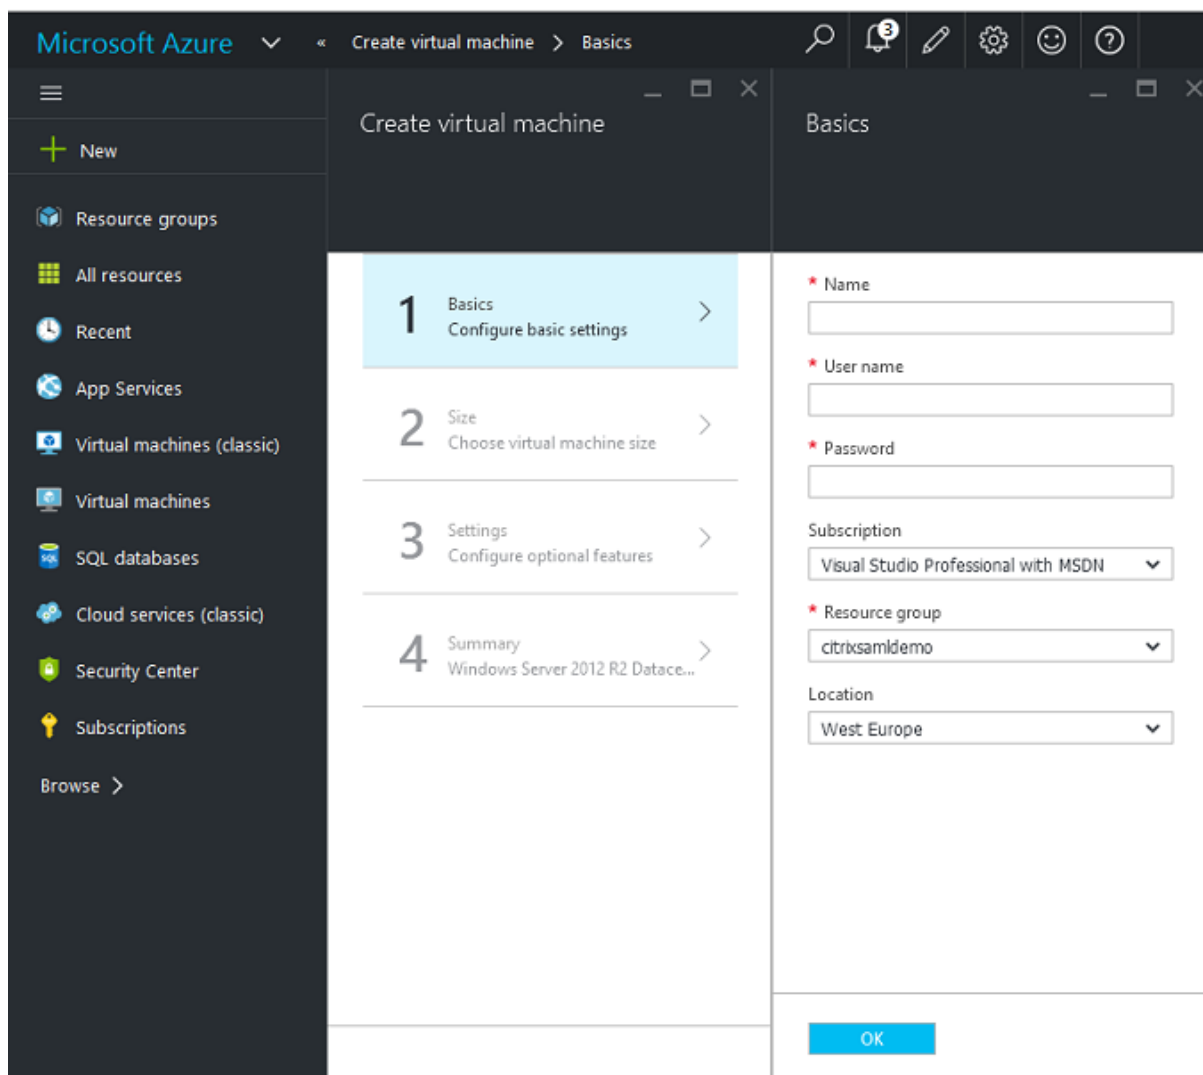 Microsoft Azure
« Create virtual machine > Basics
3
New
Resource groups
All resources
Recent
App Services
Virtual machines (classic)
Virtual machines
SQL databases
Cloud services (classic)
Security Center
Subscriptions
Browse >
Create virtual machine
1
Basics
Configure basic settings
2
Size
Choose virtual machine size
3
Settings
Configure optional features
4
Summary
Windows Server 2012 R2 Datace...
Basics
* Name
* User name
* Password
Subscription
Visual Studio Professional with MSDN
* Resource group
citrixsamldemo
Location
West Europe
OK